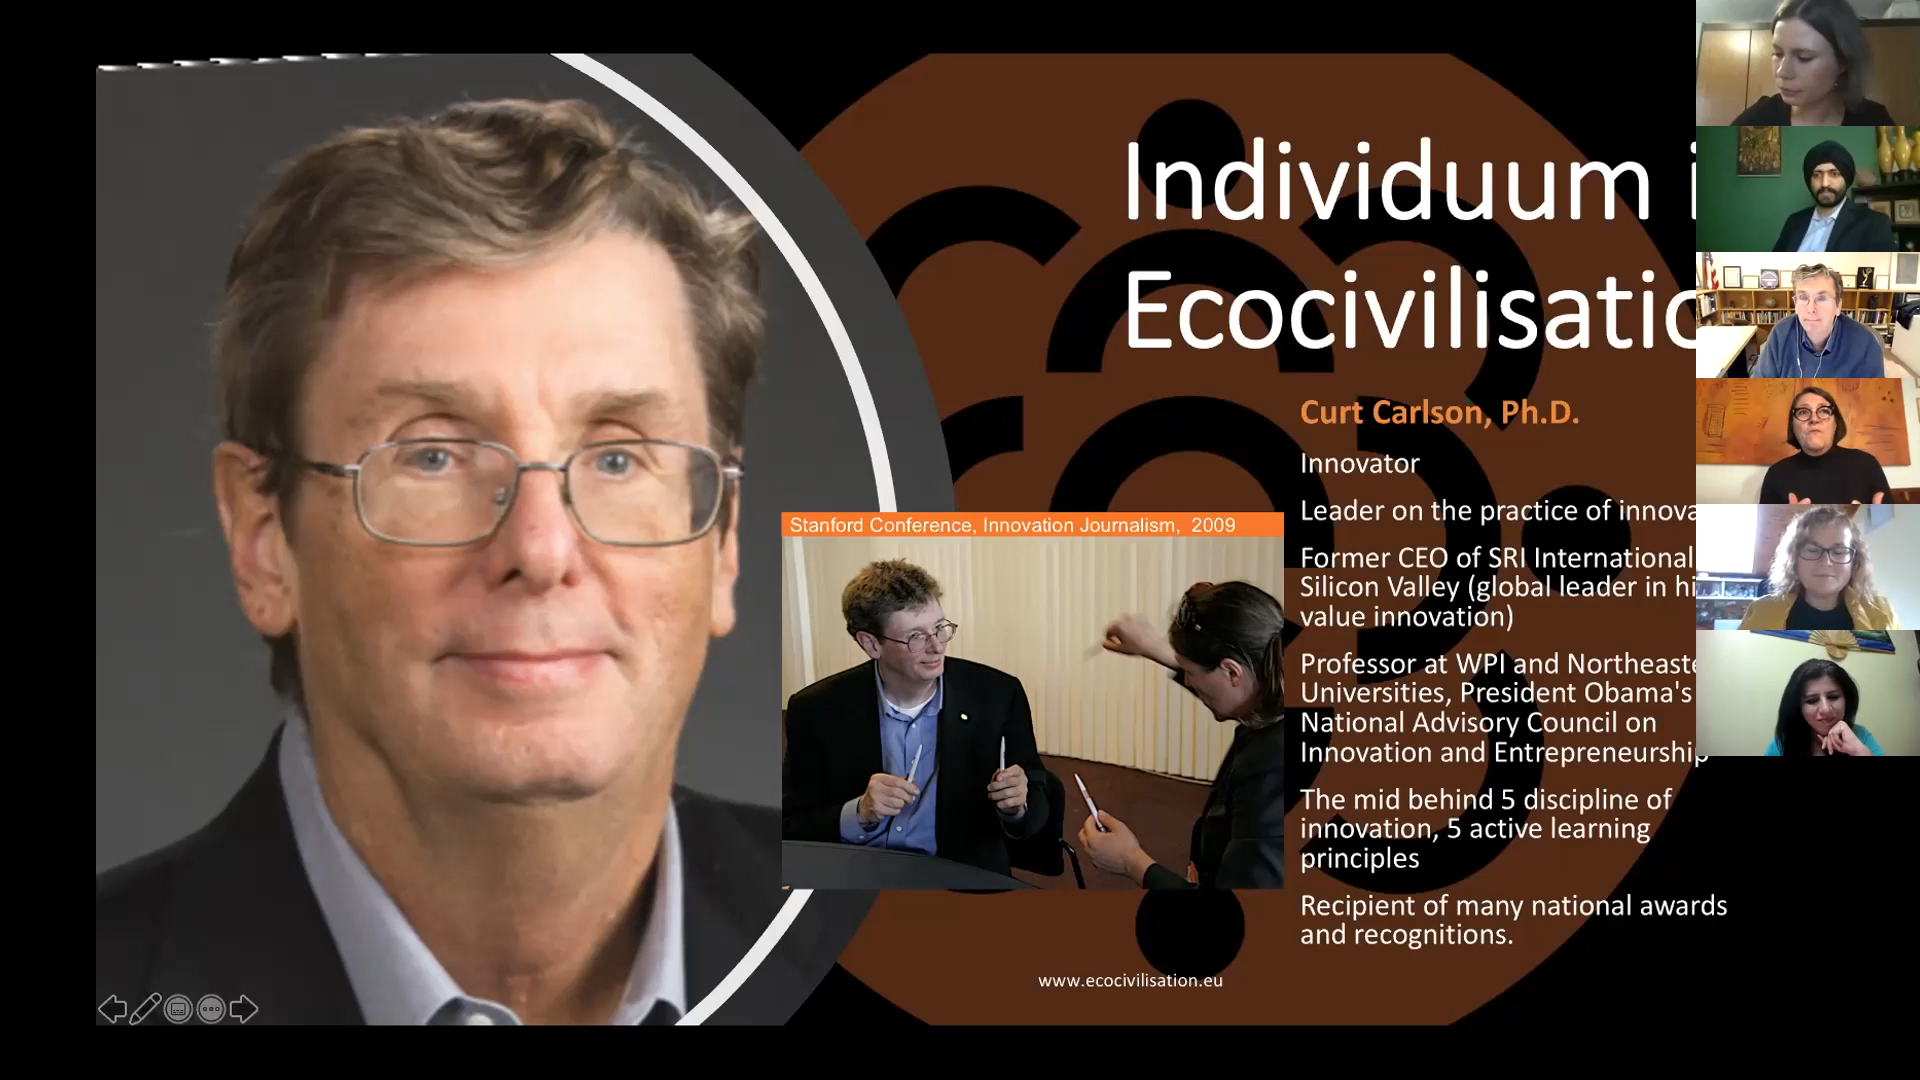 Individuum i
Ecocivilisatio
Curt Carlson, Ph.D.
Innovator
Leader on the practice of innova
Former CEO of SRI International
Silicon Valley (global leader in hi
value innovation)
Stanford Conference, Innovation Journalism, 2009
Professor at WPI and Northeaste
Universities, President Obama's
National Advisory Council on
Innovation and Entrepreneurship
The mid behind 5 discipline of
innovation, 5 active learning
principles
Recipient of many national awards
and recognitions.
www.ecocivilisation.eu